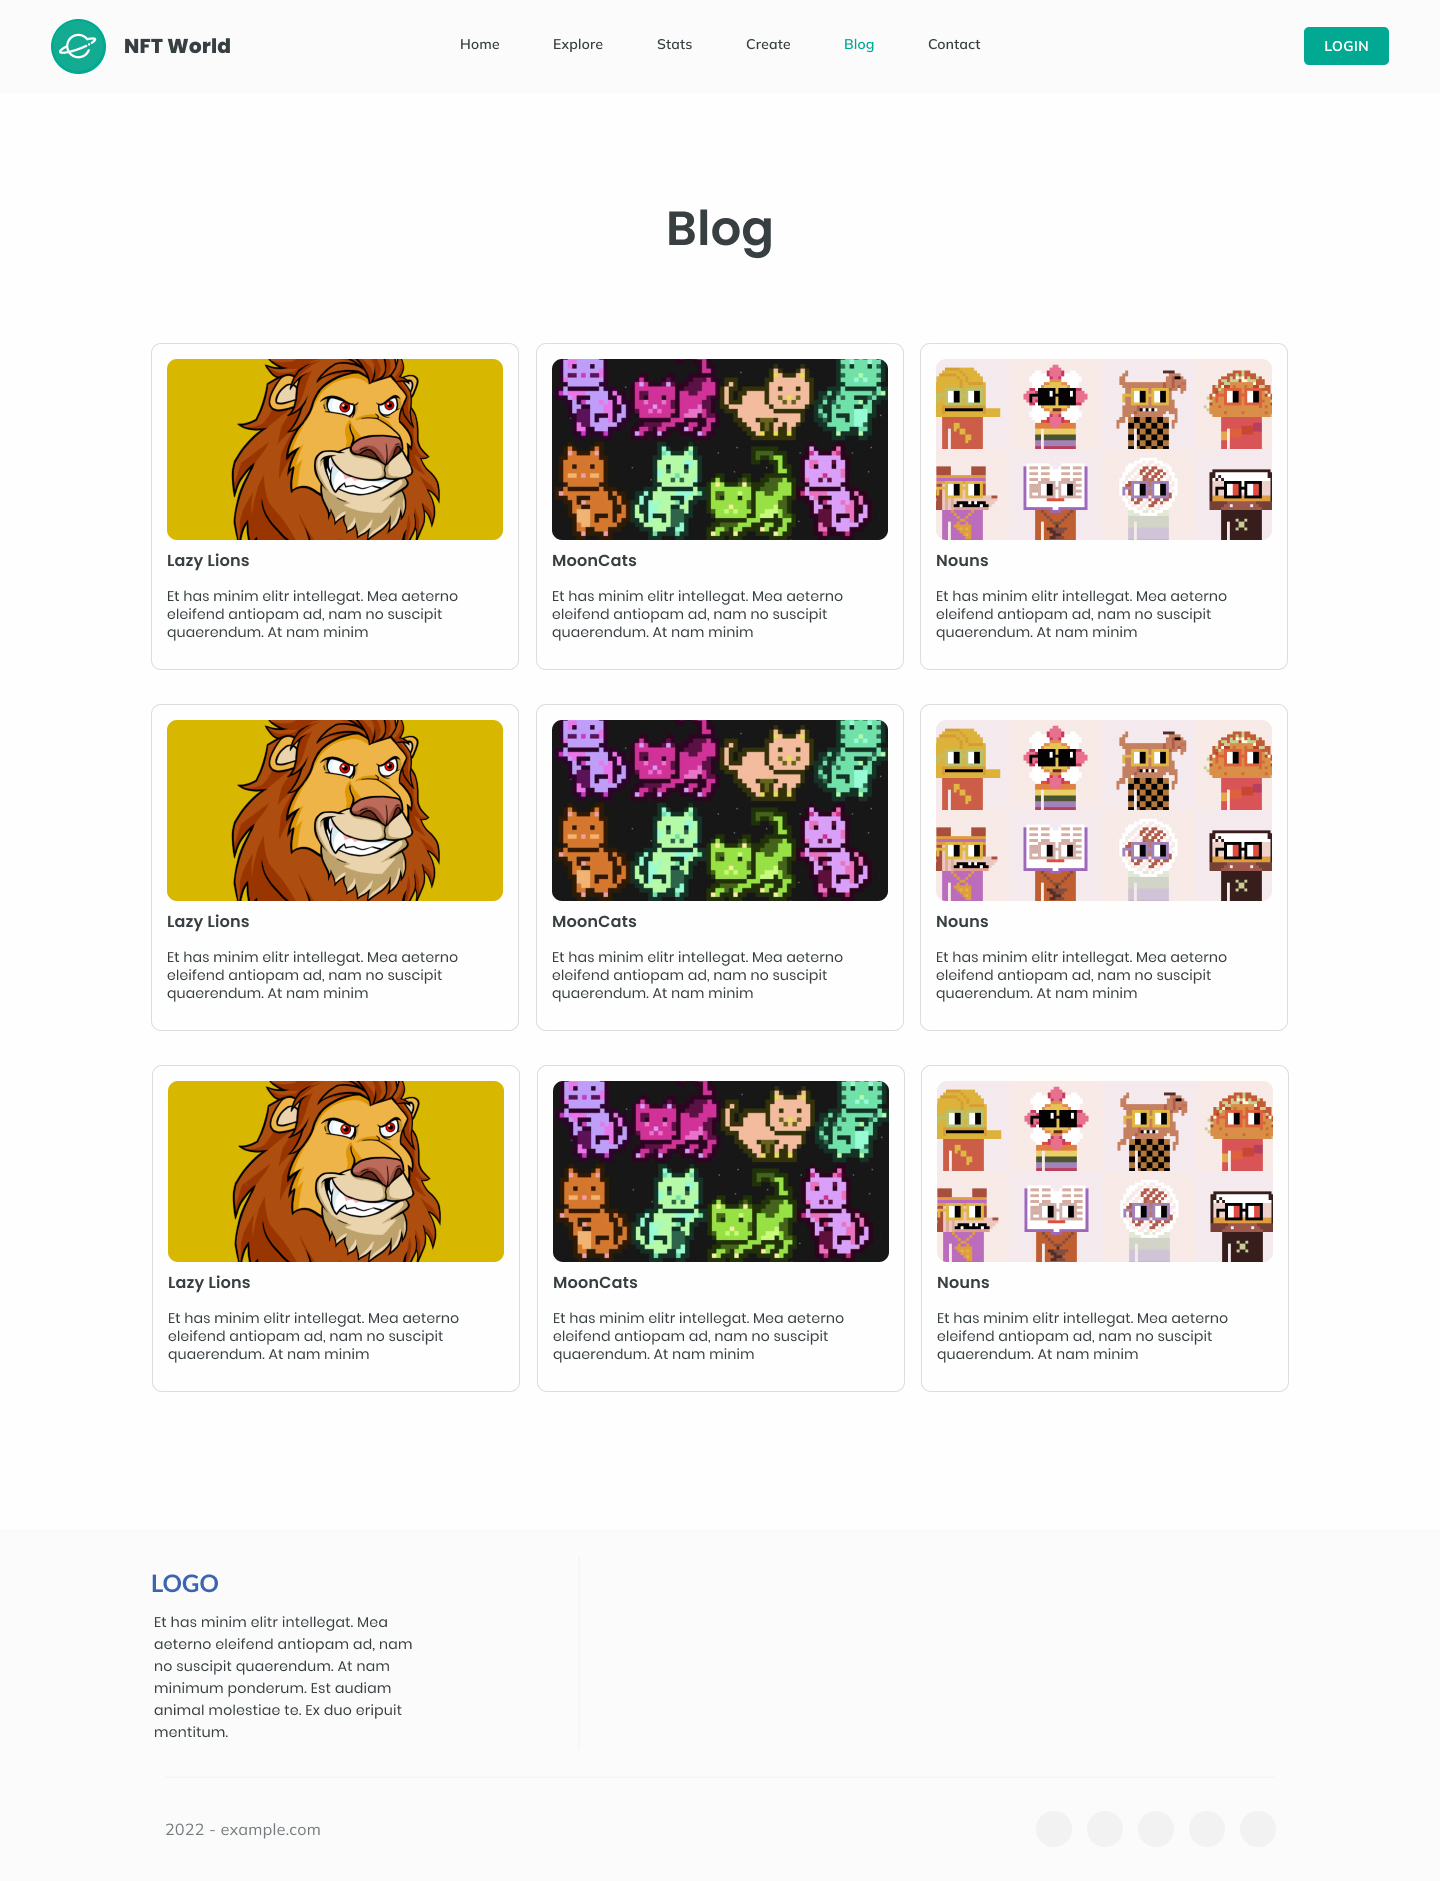 NFT World
Home
Explore
Stats
Create
Blog
Contact
LOGIN
Blog
Lazy Lions
Et has minim elitr intellegat. Mea aeterno
eleifend antiopam ad, nam no suscipit
quaerendum. At nam minim
MoonCats
Et has minim elitr intellegat. Mea aeterno
eleifend antiopam ad, nam no suscipit
quaerendum. At nam minim
Nouns
Et has minim elitr intellegat. Mea aeterno
eleifend antiopam ad, nam no suscipit
quaerendum. At nam minim
Lazy Lions
Et has minim elitr intellegat. Mea aeterno
eleifend antiopam ad, nam no suscipit
quaerendum. At nam minim
MoonCats
Et has minim elitr intellegat. Mea aeterno
eleifend antiopam ad, nam no suscipit
quaerendum. At nam minim
Nouns
Et has minim elitr intellegat. Mea aeterno
eleifend antiopam ad, nam no suscipit
quaerendum. At nam minim
Lazy Lions
Et has minim elitr intellegat. Mea aeterno
eleifend antiopam ad, nam no suscipit
quaerendum. At nam minim
MoonCats
Et has minim elitr intellegat. Mea aeterno
eleifend antiopam ad, nam no suscipit
quaerendum. At nam minim
Nouns
Et has minim elitr intellegat. Mea aeterno
eleifend antiopam ad, nam no suscipit
quaerendum. At nam minim
LOGO
Et has minim elitr intellegat. Mea
aeterno eleifend antiopam ad, nam
no suscipit quaerendum. At nam
minimum ponderum. Est audiam
animal molestiae te. Ex duo eripuit
mentitum.
2022 - example.com